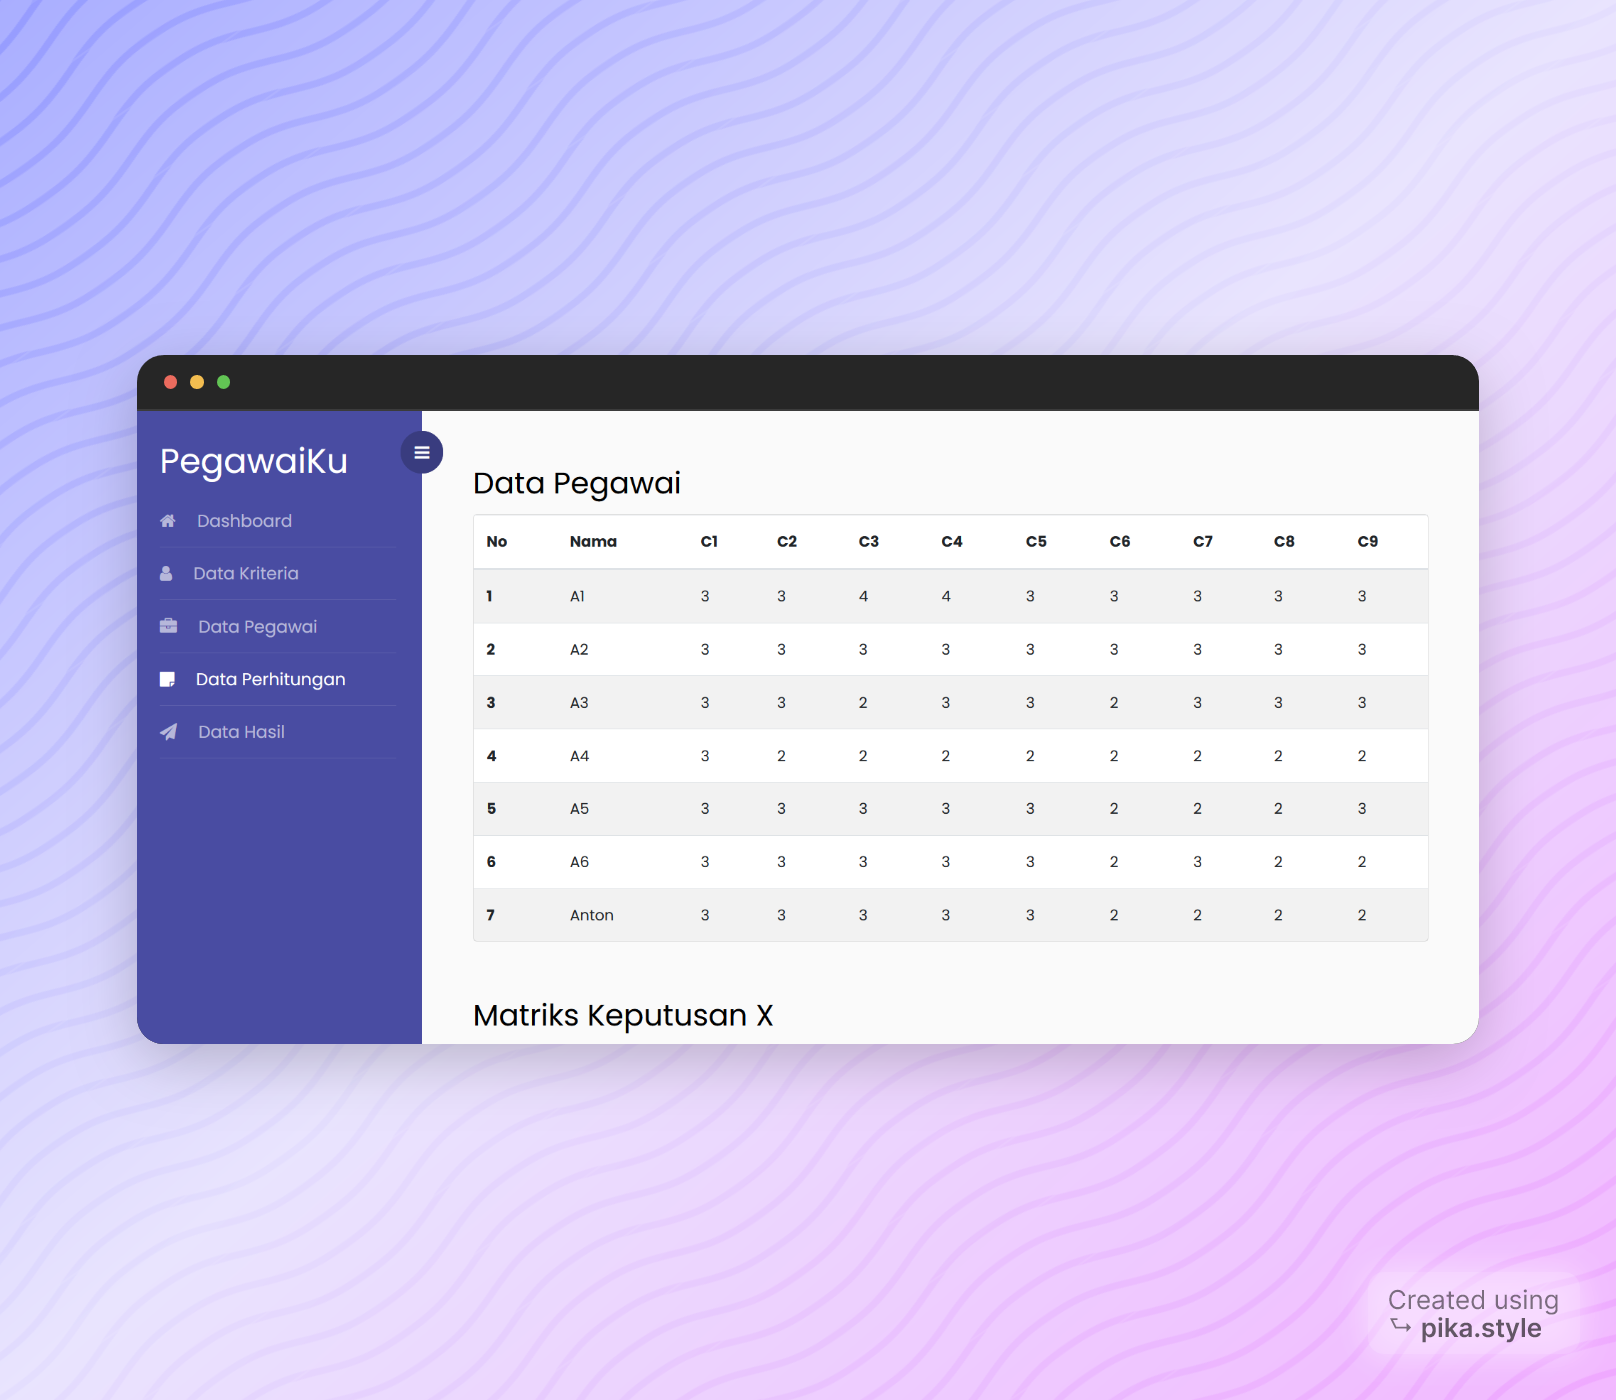 PegawaiKu
Dashboard
Data Kriteria
Data Pegawai
Data Perhitungan
Data Hasil
Data Pegawai
No Nama C1 C2 C3 C4 C5 C6 C7 C8 C9
1 A1 3 3 4 4 3 3 3 3 3
2 A2 3 3 3 3 3 3 3 3 3
3 A3 3 3 2 3 3 2 3 3 3
4 A4 3 2 2 2 2 2 2 2 2
5 A5 3 3 3 3 3 2 2 2 3
6 A6 3 3 3 3 3 2 3 2 2
7 Anton 3 3 3 3 3 2 2 2 2
Matriks Keputusan X
Created using
pika.style